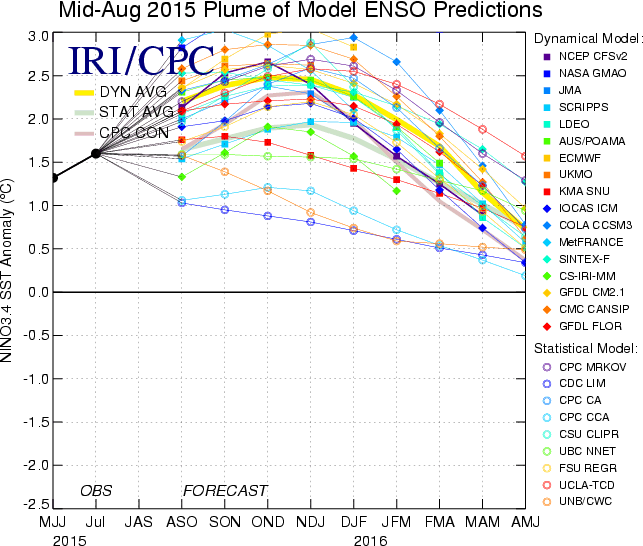 Mid-Aug 2015 Plume of Model ENSO Predictions
IRI/CPC
DYN AVG
STAT AVG
CPC CON
NINO3.4 SST Anomaly (ºC)
3.0
2.5
2.0
1.5
1.0
0.5
0.0
-0.5
-1.0
-1.5
-2.0
-2.5
OBS FORECAST
MJJ Jul JAS ASO SON OND NDJ DJF JFM FMA MAM AMJ
2015 2016
Dynamical Model:
NCEP CFSv2
NASA GMAO
JMA
SCRIPPS
LDEO
AUS/POAMA
ECMWF
UKMO
KMA SNU
IOCAS ICM
COLA CCSM3
MetFRANCE
SINTEX-F
CS-IRI-MM
GFDL CM2.1
CMC CANSIP
GFDL FLOR
Statistical Model:
CPC MRKOV
CDC LIM
CPC CA
CPC CCA
CSU CLIPR
UBC NNET
FSU REGR
UCLA-TCD
UNB/CWC